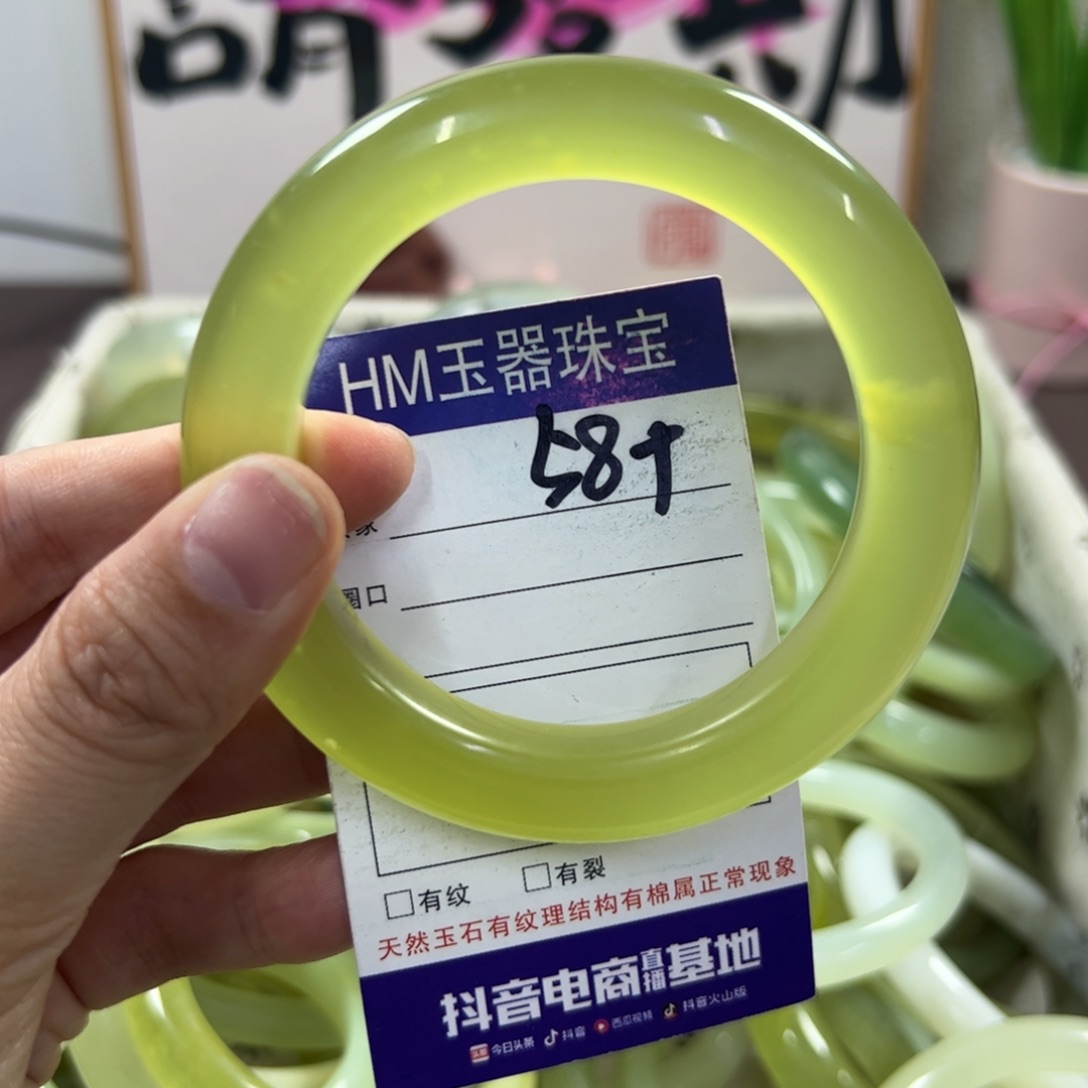 HM玉器珠宝
58+
圈口
有纹
有裂
天然玉石有纹理结构有棉属正常现象
抖音电商直播基地
今日头条 抖音 西瓜视频 抖音火山版